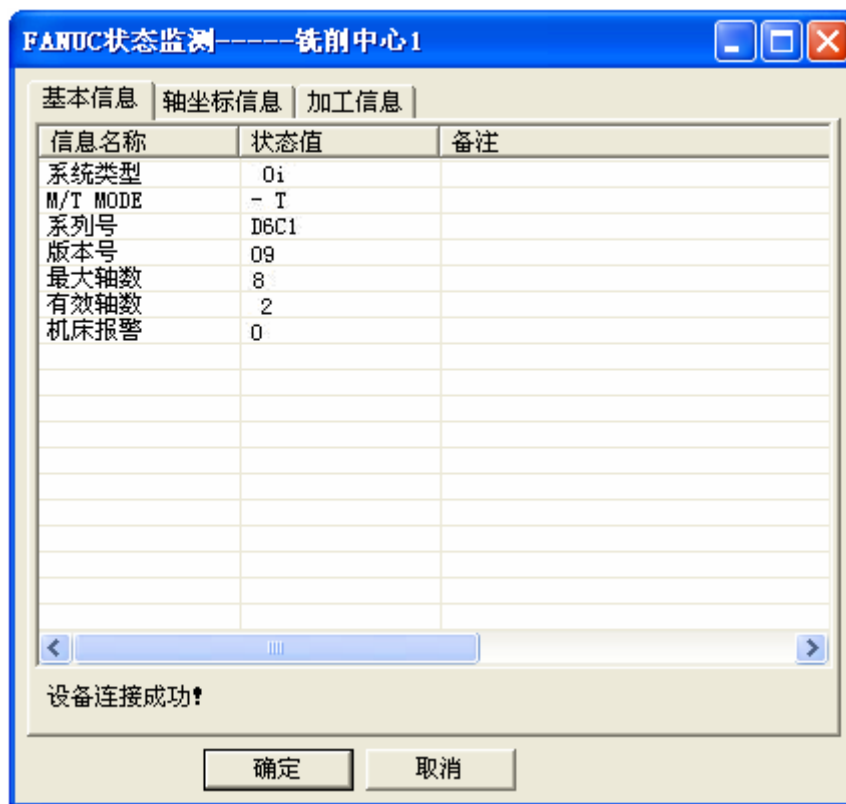 FANUC状态监测-----铣削中心1
基本信息 轴坐标信息 加工信息
信息名称 状态值 备注
系统类型 0i
M/T MODE - T
系列号 D6C1
版本号 09
最大轴数 8
有效轴数 2
机床报警 0
设备连接成功!
确定 取消